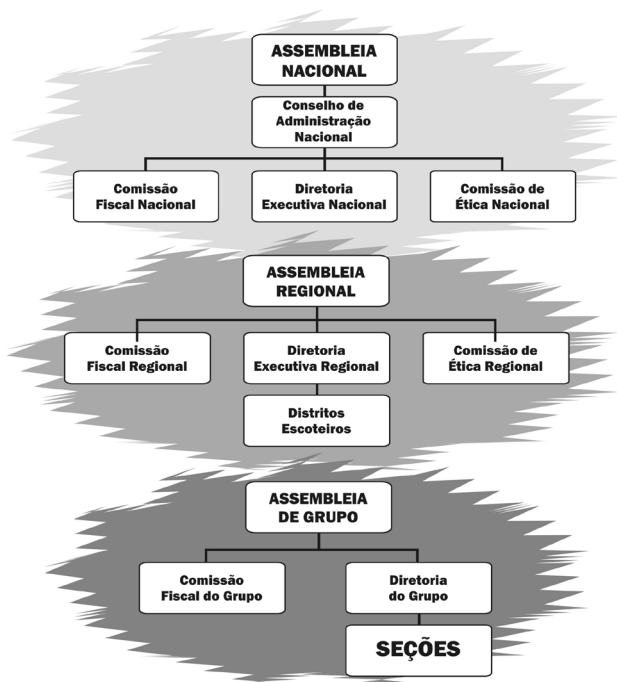 ASSEMBLEIA
NACIONAL
Conselho de
Administração
Nacional
Comissão
Fiscal Nacional
Diretoria
Executiva Nacional
Comissão de
Ética Nacional
ASSEMBLEIA
REGIONAL
Comissão
Fiscal Regional
Diretoria
Executiva Regional
Comissão de
Ética Regional
Distritos
Escoteiros
ASSEMBLEIA
DE GRUPO
Comissão
Fiscal do Grupo
Diretoria
do Grupo
SEÇÕES